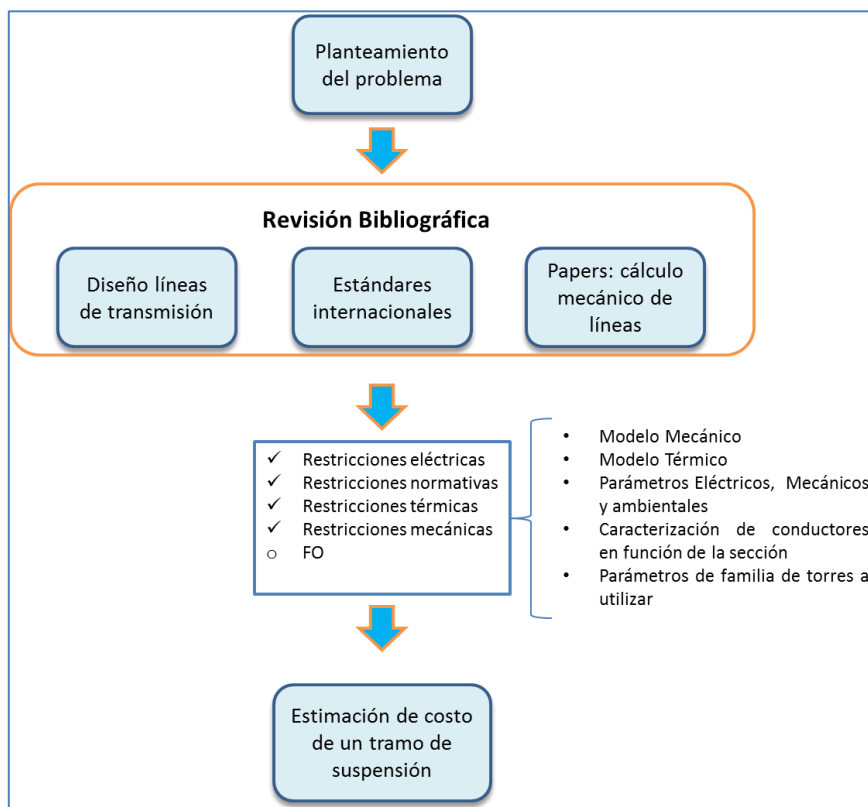 Planteamiento
del problema
Revisión Bibliográfica
Diseño líneas
de transmisión
Estándares
internacionales
Papers: cálculo
mecánico de
líneas
✓ Restricciones eléctricas
✓ Restricciones normativas
✓ Restricciones térmicas
✓ Restricciones mecánicas
o FO
• Modelo Mecánico
• Modelo Térmico
• Parámetros Eléctricos, Mecánicos
y ambientales
• Caracterización de conductores
en función de la sección
• Parámetros de familia de torres a
utilizar
Estimación de costo
de un tramo de
suspensión